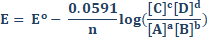 E = E° − 0.0591/n log([C]ᶜ[D]ᵈ/[A]ᵃ[B]ᵇ)